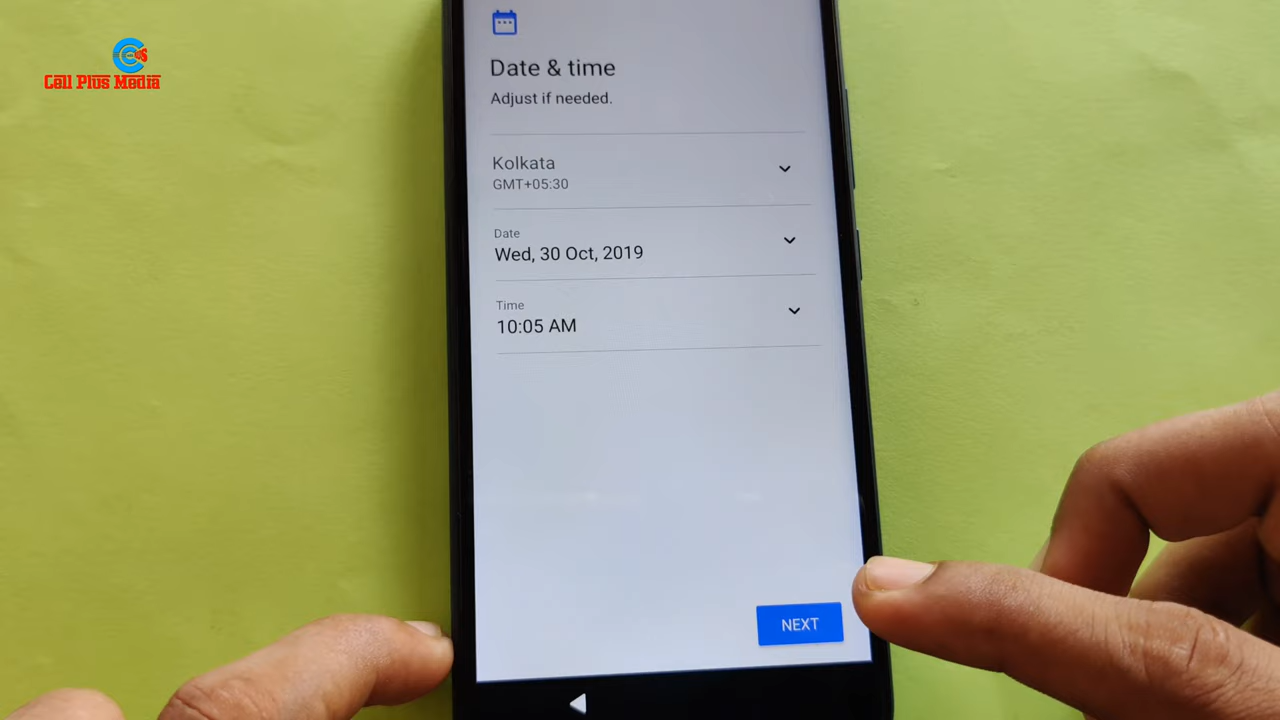 Cell Plus Media
Date & time
Adjust if needed.
Kolkata
GMT+05:30
Date
Wed, 30 Oct, 2019
Time
10:05 AM
NEXT